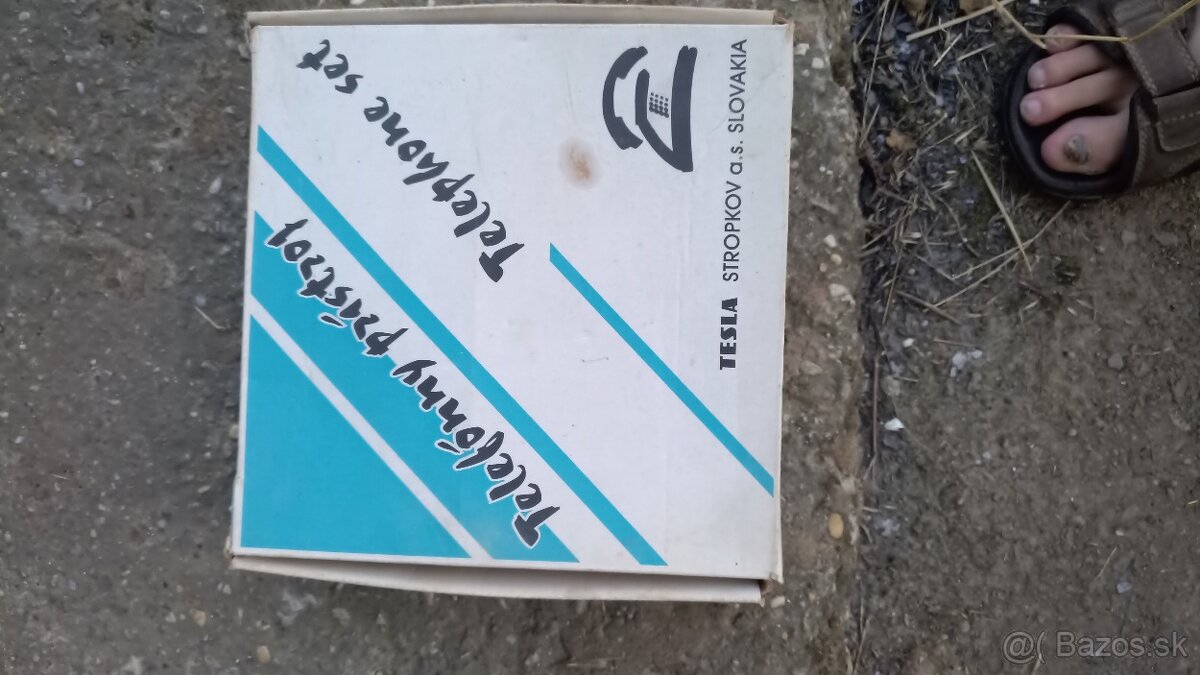 TESLA STROPKOV a.s. SLOVAKIA
Telephone set
Telefónny prístroj
@( Bazos.sk